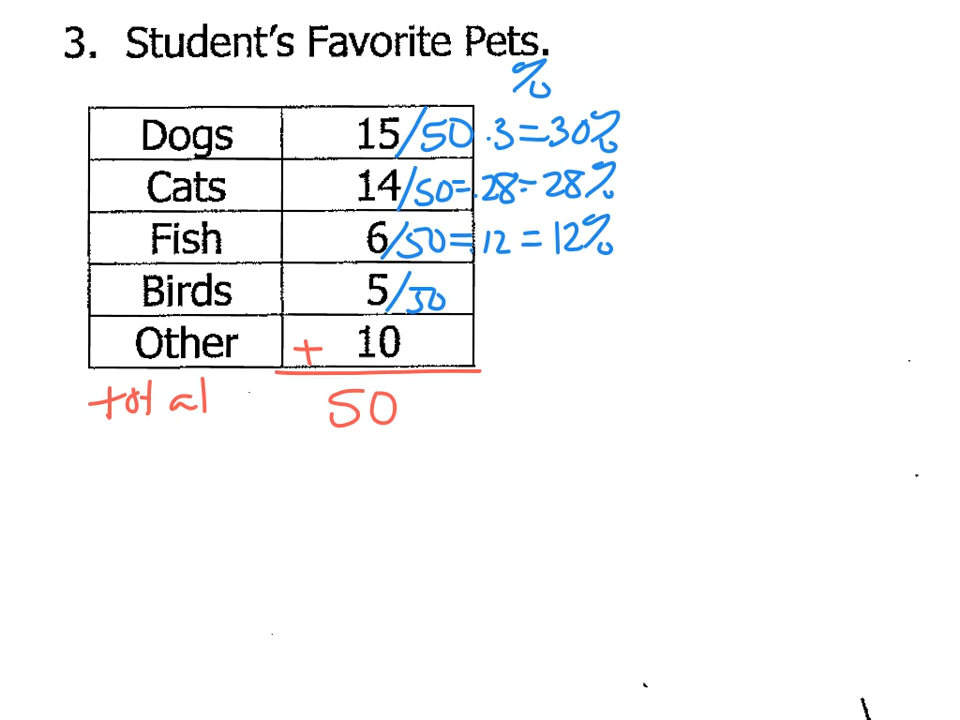 3. Student's Favorite Pets.
%
Dogs 15/50 .3=30%
Cats 14/50=.28=28%
Fish 6/50=.12=12%
Birds 5/50
Other + 10
total 50